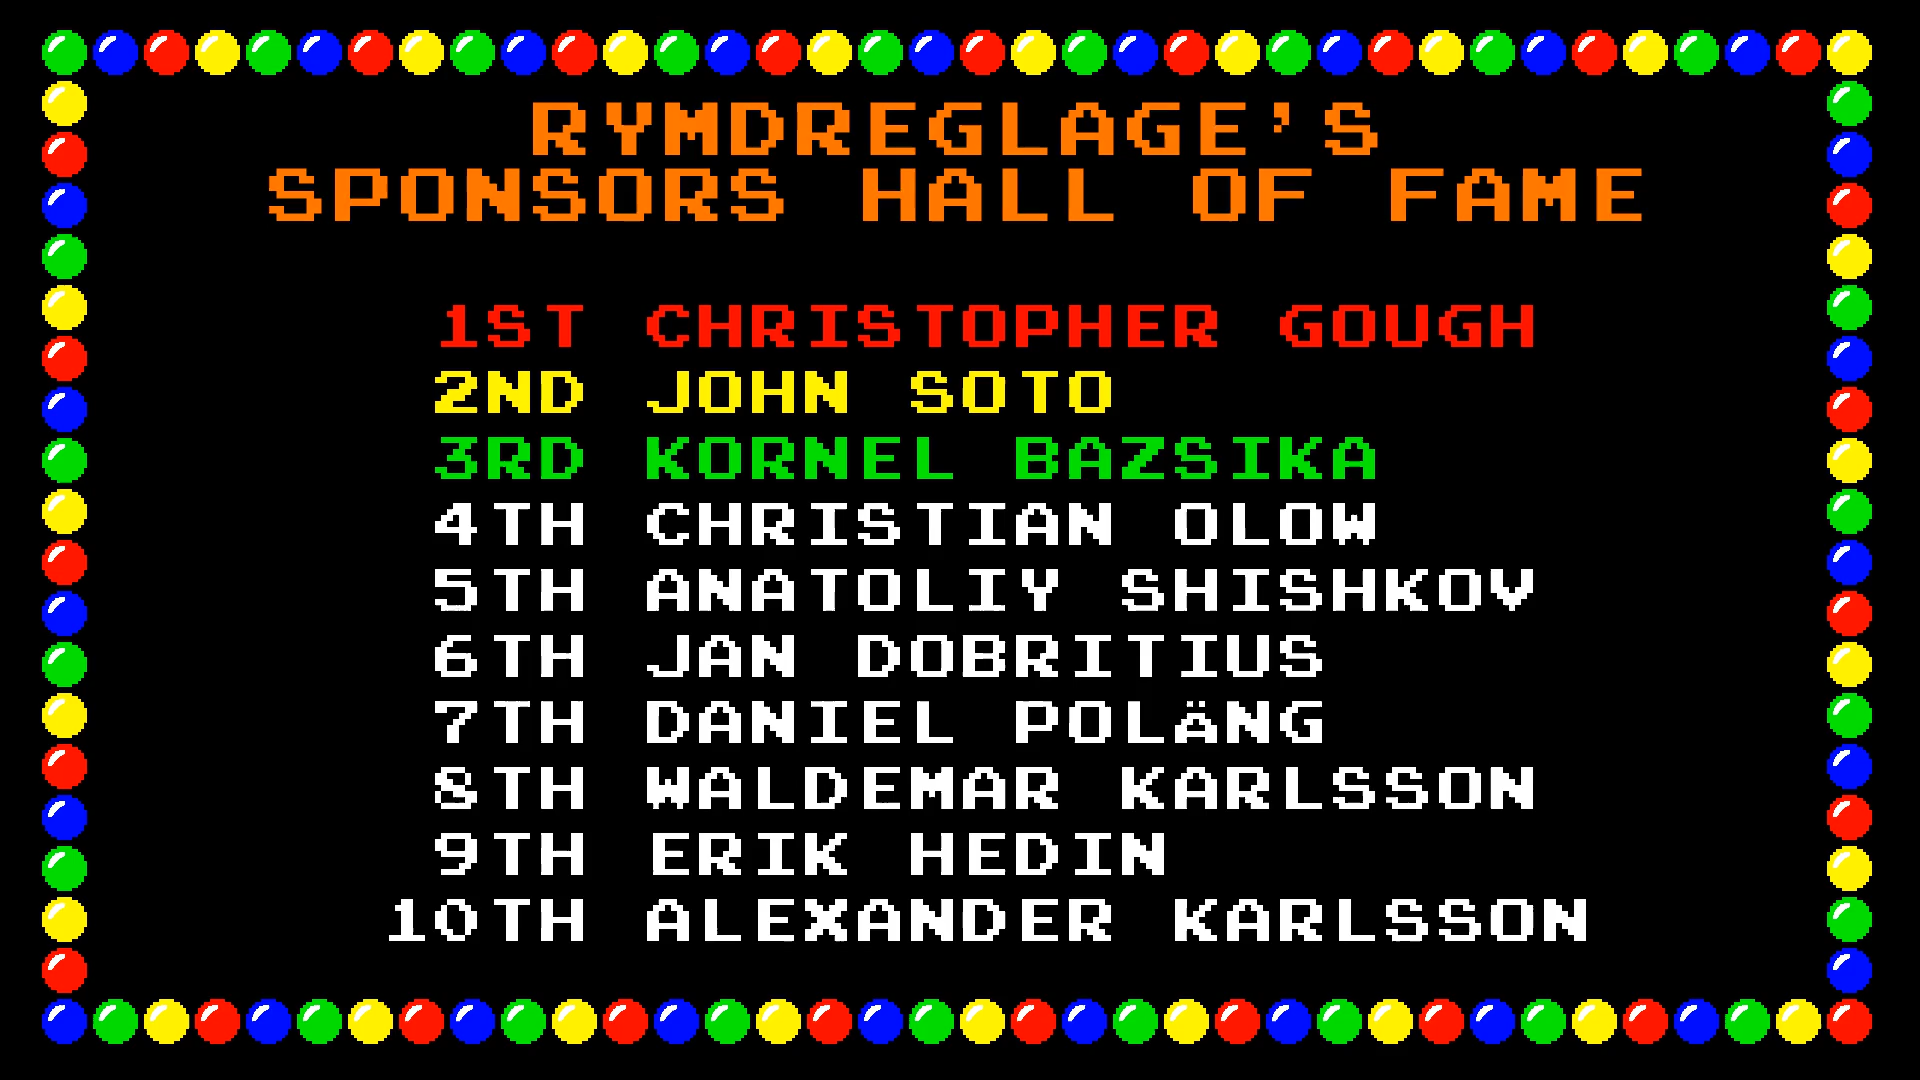 RYMDREGLAGE'S
SPONSORS HALL OF FAME
1ST CHRISTOPHER GOUGH
2ND JOHN SOTO
3RD KORNEL BAZSIKA
4TH CHRISTIAN OLOW
5TH ANATOLIY SHISHKOV
6TH JAN DOBRITIUS
7TH DANIEL POLÄNG
8TH WALDEMAR KARLSSON
9TH ERIK HEDIN
10TH ALEXANDER KARLSSON